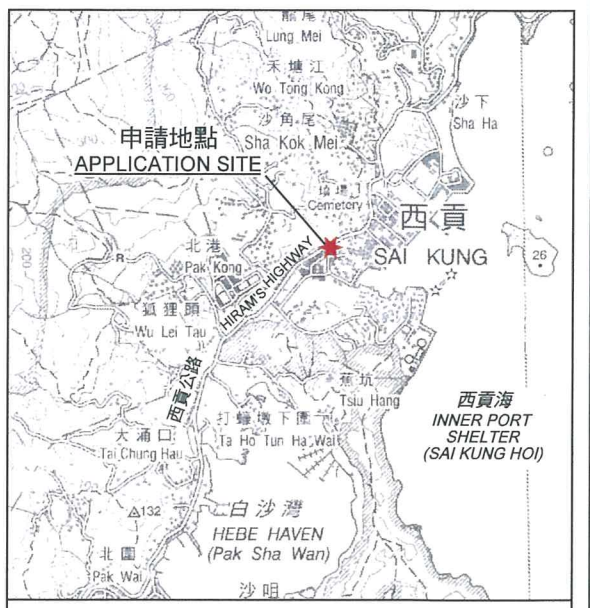 龍尾
Lung Mei
禾塘江
Wo Tong Kong
沙角尾
Sha Kok Mei
沙下
Sha Ha
申請地點
APPLICATION SITE
墳場
Cemetery
西貢
SAI KUNG
26
200
北港
Pak Kong
R
HIRAM'S HIGHWAY
狐狸頭
Wu Lei Tau
西貢公路
蕉坑
Tsiu Hang
西貢海
INNER PORT
SHELTER
(SAI KUNG HOI)
打蠔墩下圍
Ta Ho Tun Ha Wai
大涌口
Tai Chung Hau
132
白沙灣
HEBE HAVEN
(Pak Sha Wan)
北圍
Pak Wai
沙咀